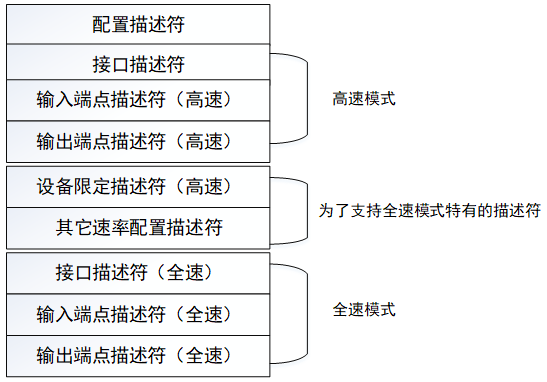 配置描述符
接口描述符
输入端点描述符（高速）
输出端点描述符（高速）
高速模式
设备限定描述符（高速）
其它速率配置描述符
为了支持全速模式特有的描述符
接口描述符（全速）
输入端点描述符（全速）
输出端点描述符（全速）
全速模式